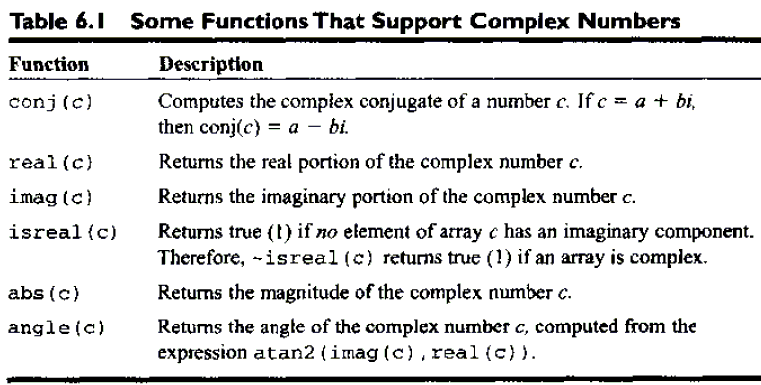 Table 6.1 Some Functions That Support Complex Numbers
Function Description
conj(c) Computes the complex conjugate of a number c. If c = a + bi,
then conj(c) = a − bi.
real(c) Returns the real portion of the complex number c.
imag(c) Returns the imaginary portion of the complex number c.
isreal(c) Returns true (1) if no element of array c has an imaginary component.
Therefore, ~isreal(c) returns true (1) if an array is complex.
abs(c) Returns the magnitude of the complex number c.
angle(c) Returns the angle of the complex number c, computed from the
expression atan2(imag(c),real(c)).